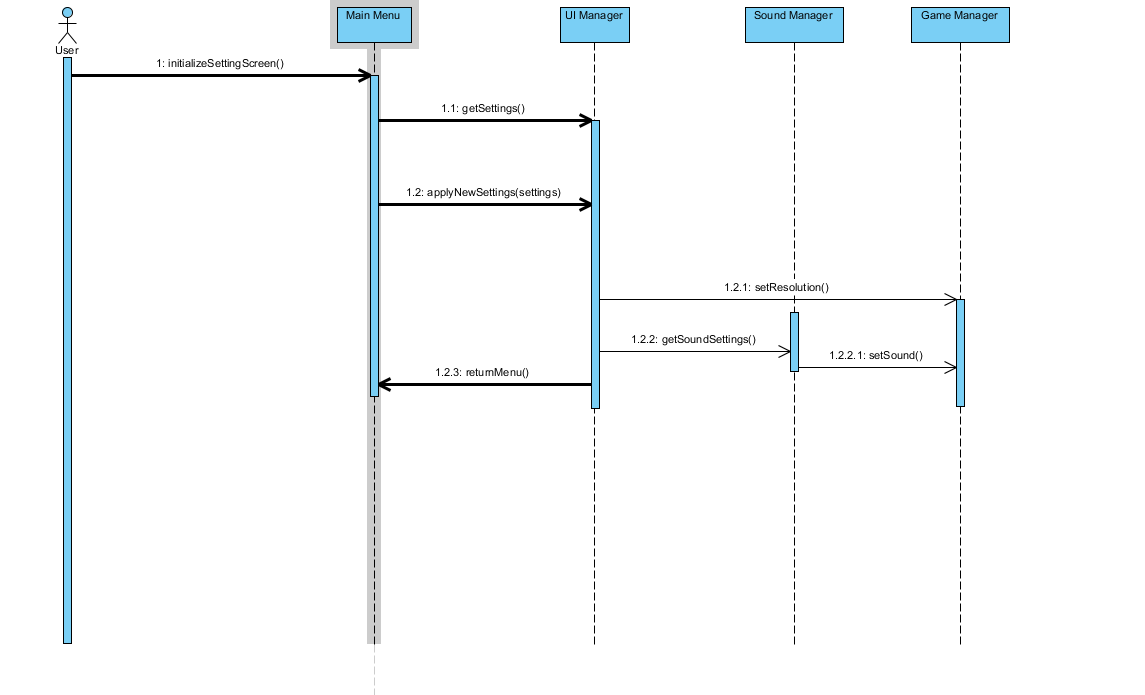 Main Menu
UI Manager
Sound Manager
Game Manager
User
1: initializeSettingScreen()
1.1: getSettings()
1.2: applyNewSettings(settings)
1.2.1: setResolution()
1.2.2: getSoundSettings()
1.2.2.1: setSound()
1.2.3: returnMenu()